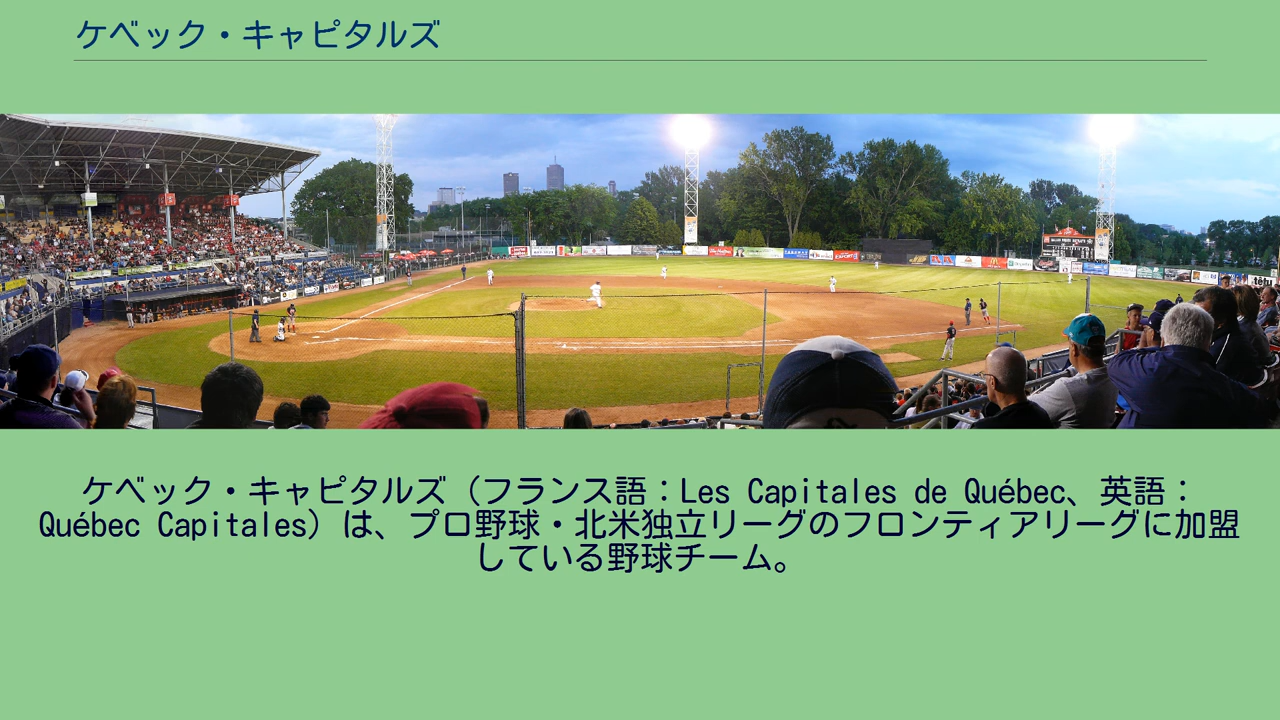 ケベック・キャピタルズ
ケベック・キャピタルズ（フランス語：Les Capitales de Québec、英語：
Québec Capitales）は、プロ野球・北米独立リーグのフロンティアリーグに加盟
している野球チーム。